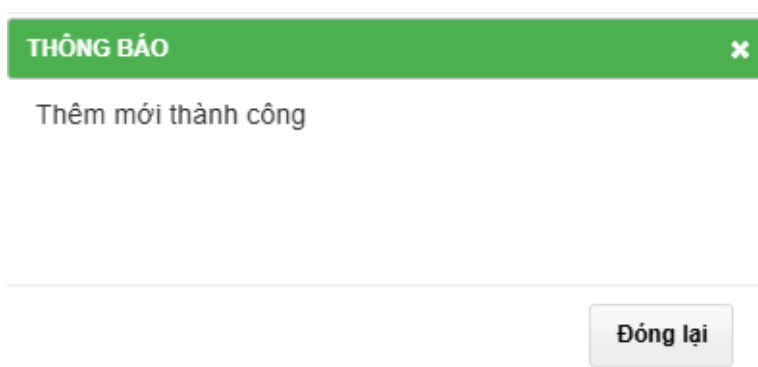 THÔNG BÁO
Thêm mới thành công
Đóng lại